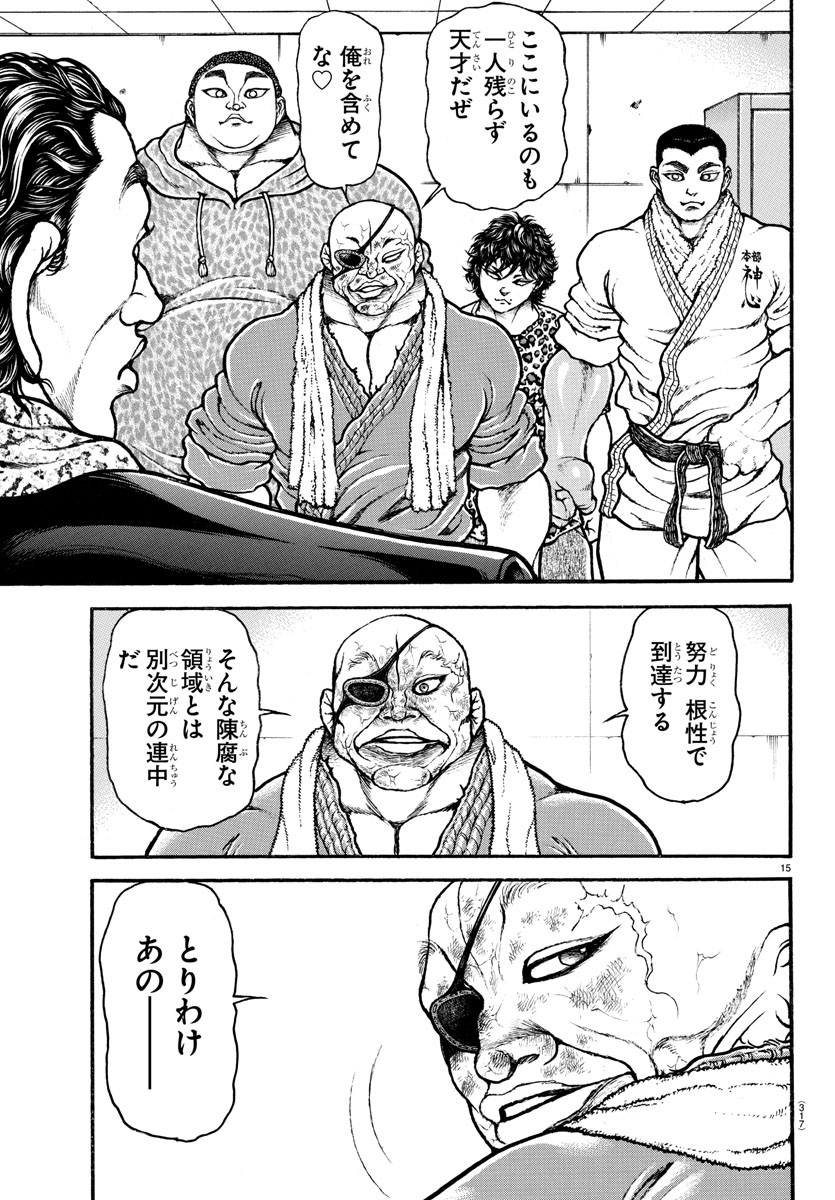 ここにいるのも
一人残らず
天才だぜ
俺を含めて
な♡
本部
神心
努力 根性で
到達する
そんな陳腐な
領域とは
別次元の連中
だ
15
とりわけ
あの──
(317)